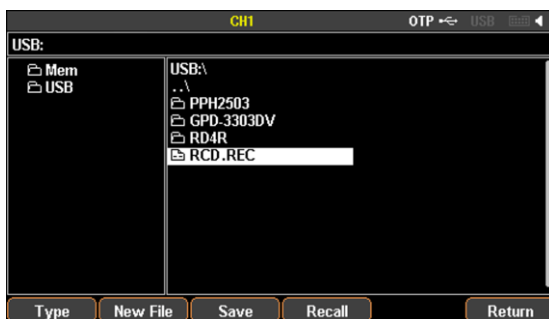 CH1 OTP USB
USB:
Mem
USB
USB:\
..\
PPH2503
GPD-3303DV
RD4R
RCD.REC
Type New File Save Recall Return